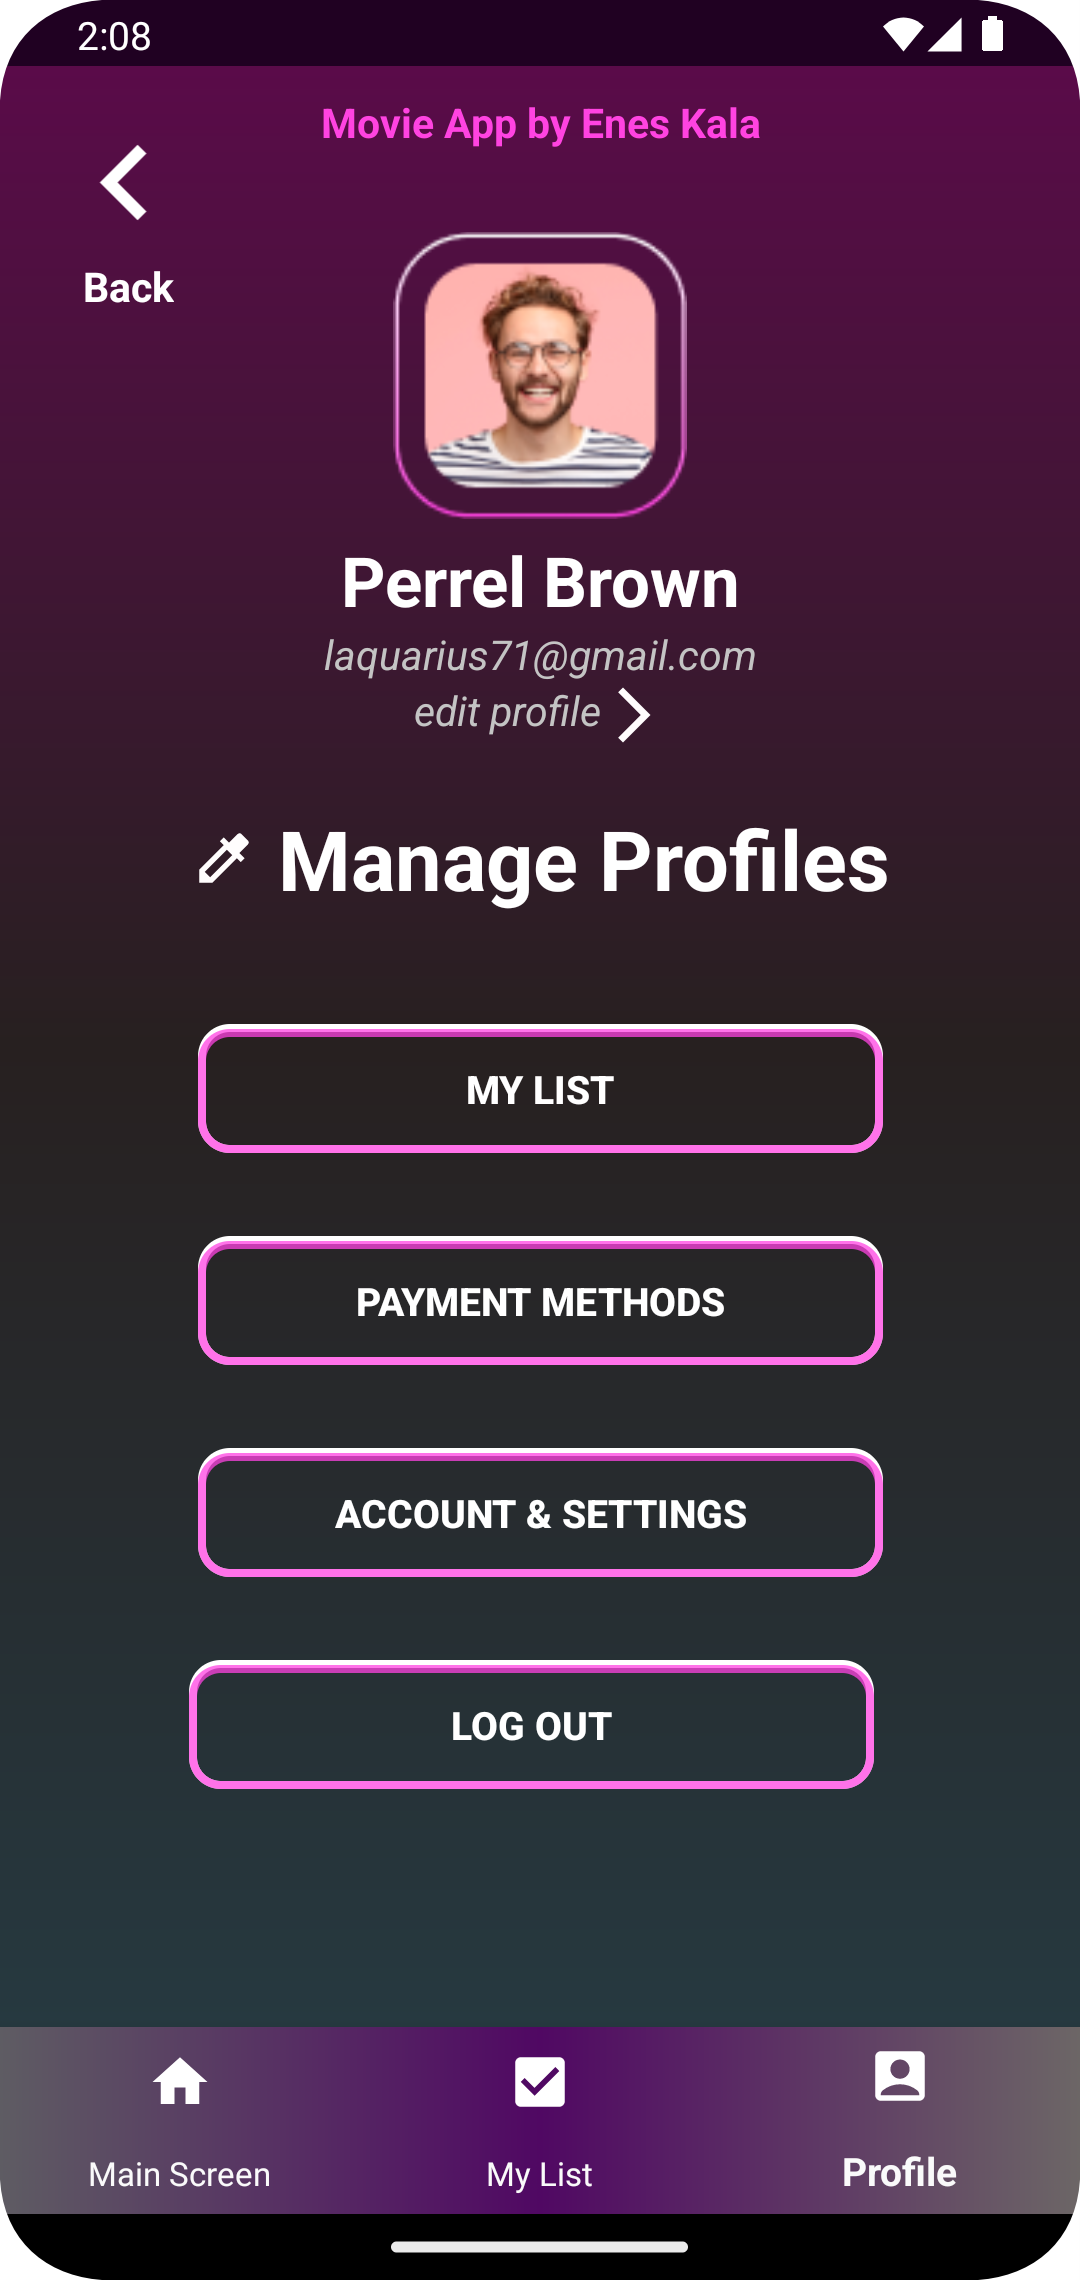 2:08
Movie App by Enes Kala
Back
Perrel Brown
laquarius71@gmail.com
edit profile
Manage Profiles
MY LIST
PAYMENT METHODS
ACCOUNT & SETTINGS
LOG OUT
Main Screen
My List
Profile